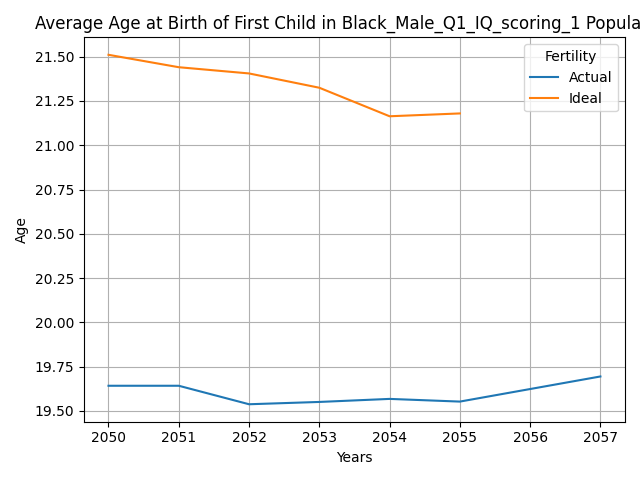 Average Age at Birth of First Child in Black_Male_Q1_IQ_scoring_1 Popula
21.50
21.25
21.00
20.75
20.50
20.25
20.00
19.75
19.50
Age
Fertility
Actual
Ideal
2050 2051 2052 2053 2054 2055 2056 2057
Years